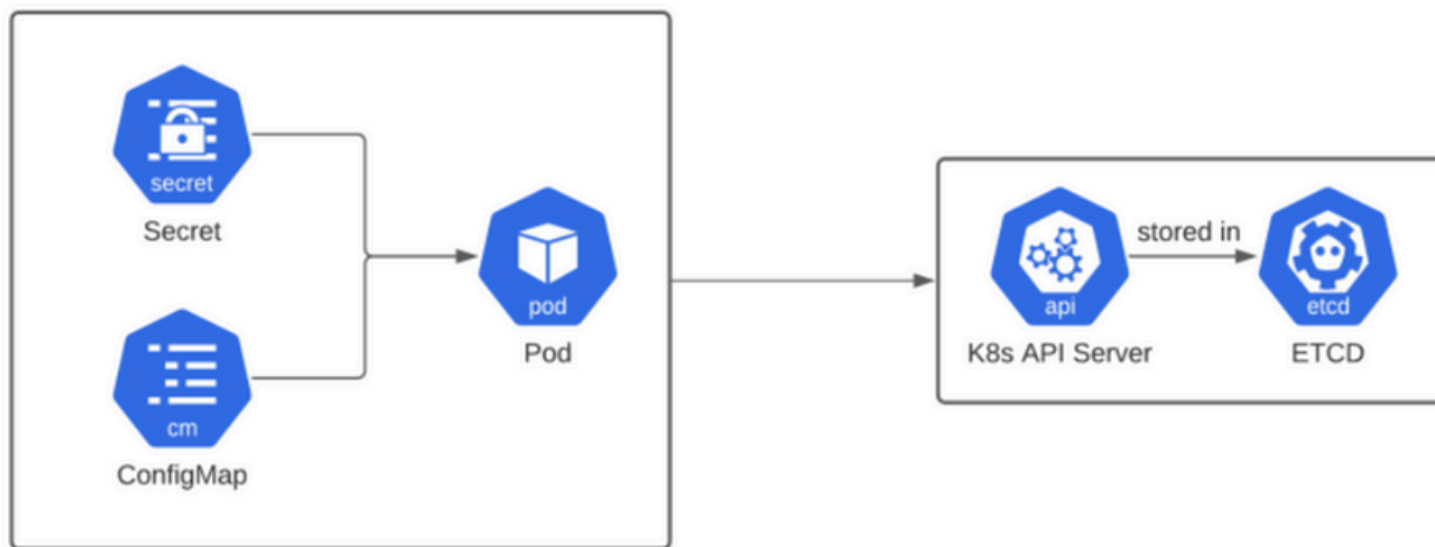 secret
Secret
cm
ConfigMap
pod
Pod
api
K8s API Server
stored in
etcd
ETCD